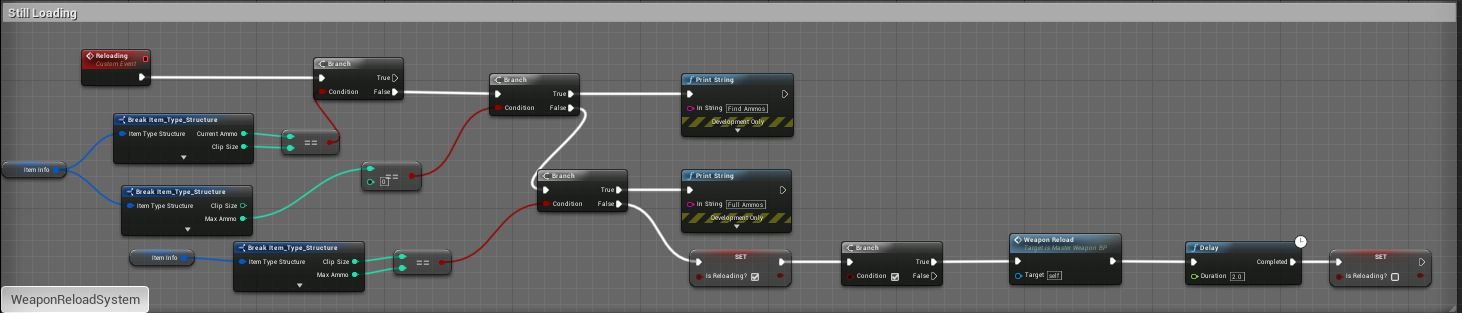 Still Loading
Reloading
Custom Event
Branch
True
Condition
False
Branch
True
Condition
False
Print String
In String
Find Ammos
Development Only
Break Item_Type_Structure
Item Type Structure
Current Ammo
Clip Size
==
Item Info
==
0
Break Item_Type_Structure
Item Type Structure
Clip Size
Max Ammo
Branch
True
Condition
False
Print String
In String
Full Ammos
Development Only
Item Info
Break Item_Type_Structure
Item Type Structure
Clip Size
Max Ammo
==
SET
Is Reloading?
Branch
True
Condition
False
Weapon Reload
Target is Master Weapon BP
Target
self
Delay
Completed
Duration
2.0
SET
Is Reloading?
WeaponReloadSystem